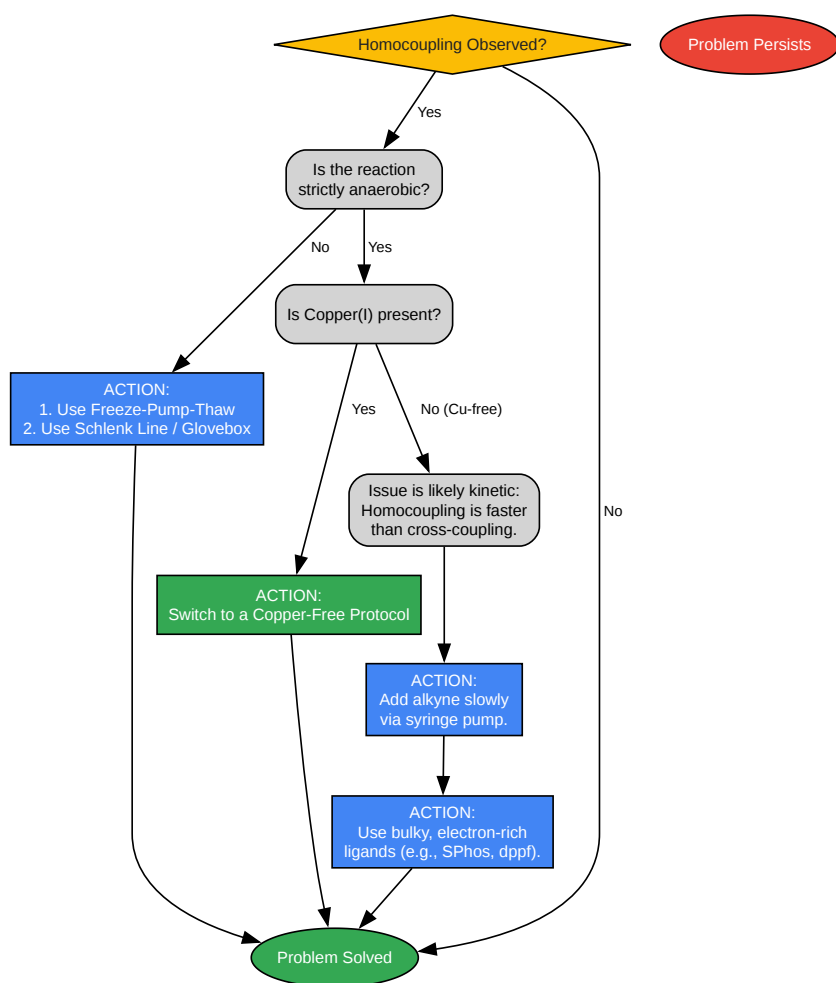 Homocoupling Observed?
Problem Persists
Yes
Is the reaction
strictly anaerobic?
No
Yes
Is Copper(I) present?
ACTION:
1. Use Freeze-Pump-Thaw
2. Use Schlenk Line / Glovebox
Yes
No (Cu-free)
Issue is likely kinetic:
Homocoupling is faster
than cross-coupling.
No
ACTION:
Switch to a Copper-Free Protocol
ACTION:
Add alkyne slowly
via syringe pump.
ACTION:
Use bulky, electron-rich
ligands (e.g., SPhos, dppf).
Problem Solved